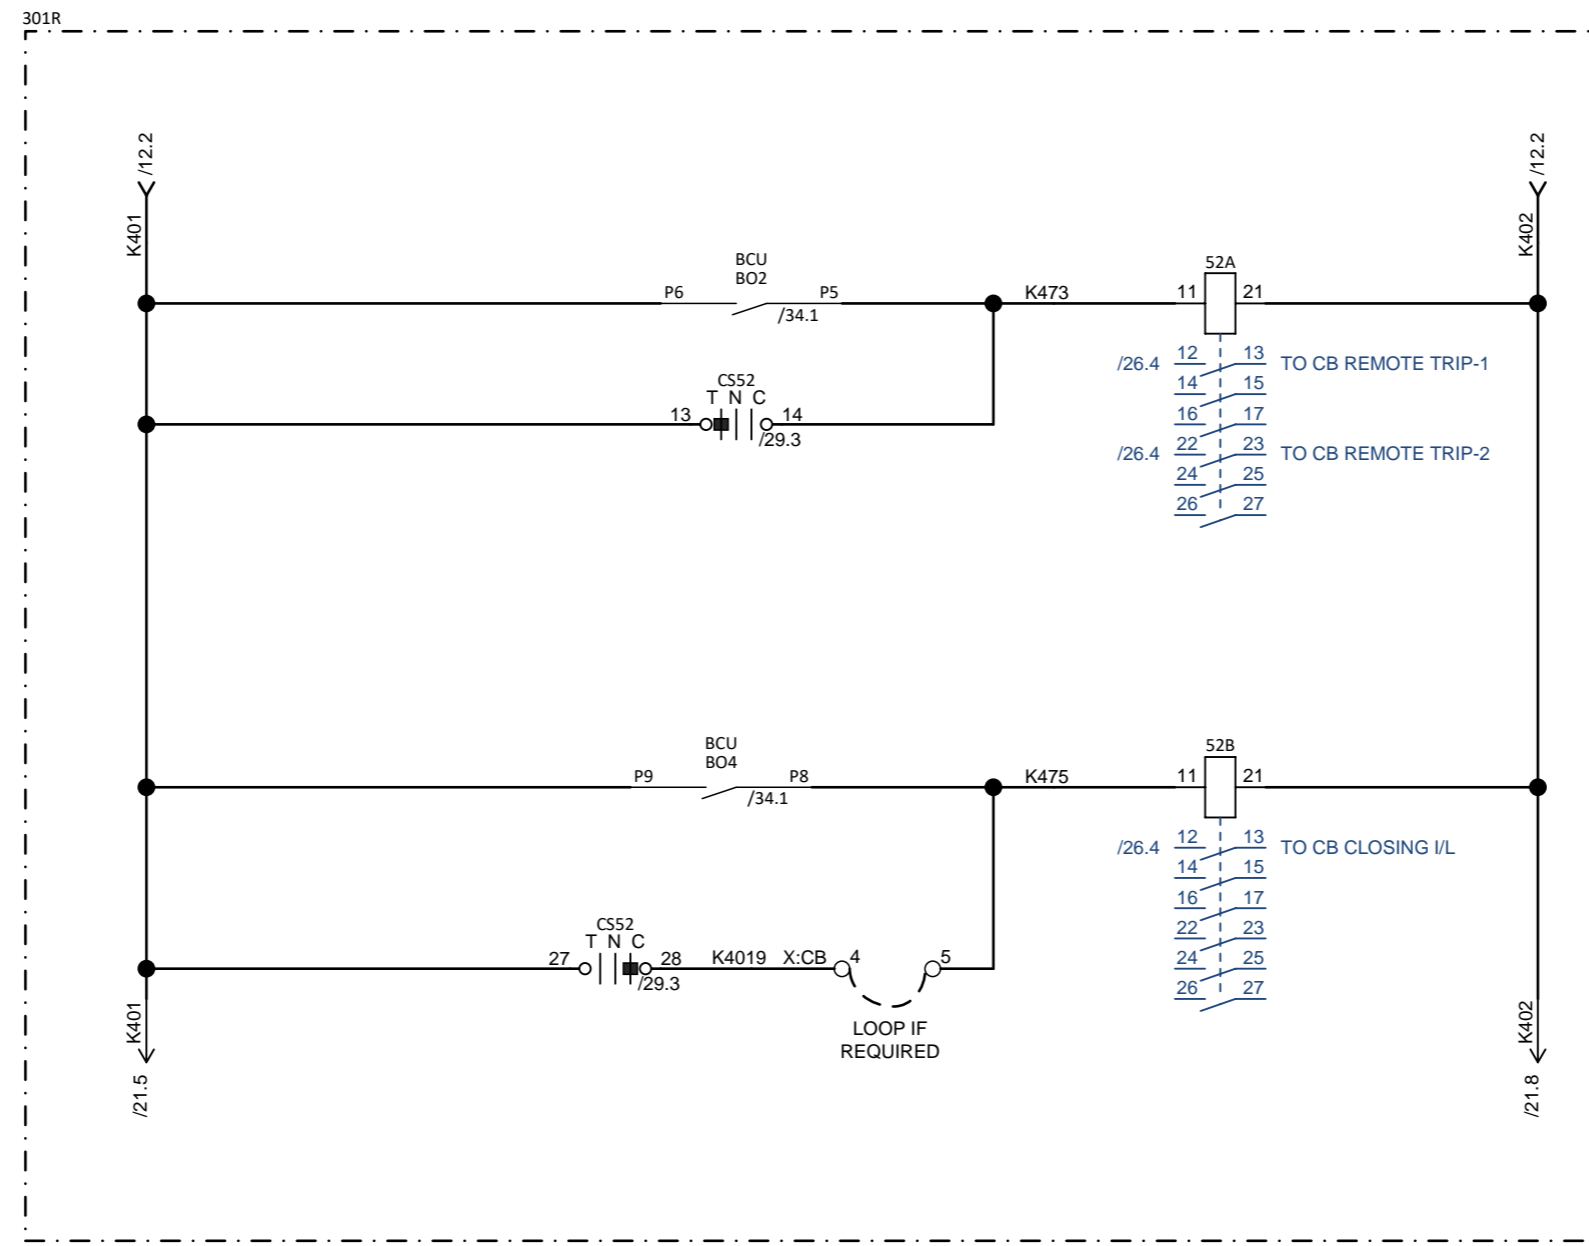 301R
/12.2
/12.2
K401
K402
BCU
BO2
P6
P5
/34.1
K473
52A
11
21
/26.4 12 13 TO CB REMOTE TRIP-1
14 15
16 17
/26.4 22 23 TO CB REMOTE TRIP-2
24 25
26 27
CS52
T N C
13
14
/29.3
BCU
BO4
P9
P8
/34.1
K475
52B
11
21
/26.4 12 13 TO CB CLOSING I/L
14 15
16 17
22 23
24 25
26 27
CS52
T N C
27
28
/29.3
K4019
X:CB
4
5
LOOP IF
REQUIRED
K401
K402
/21.5
/21.8